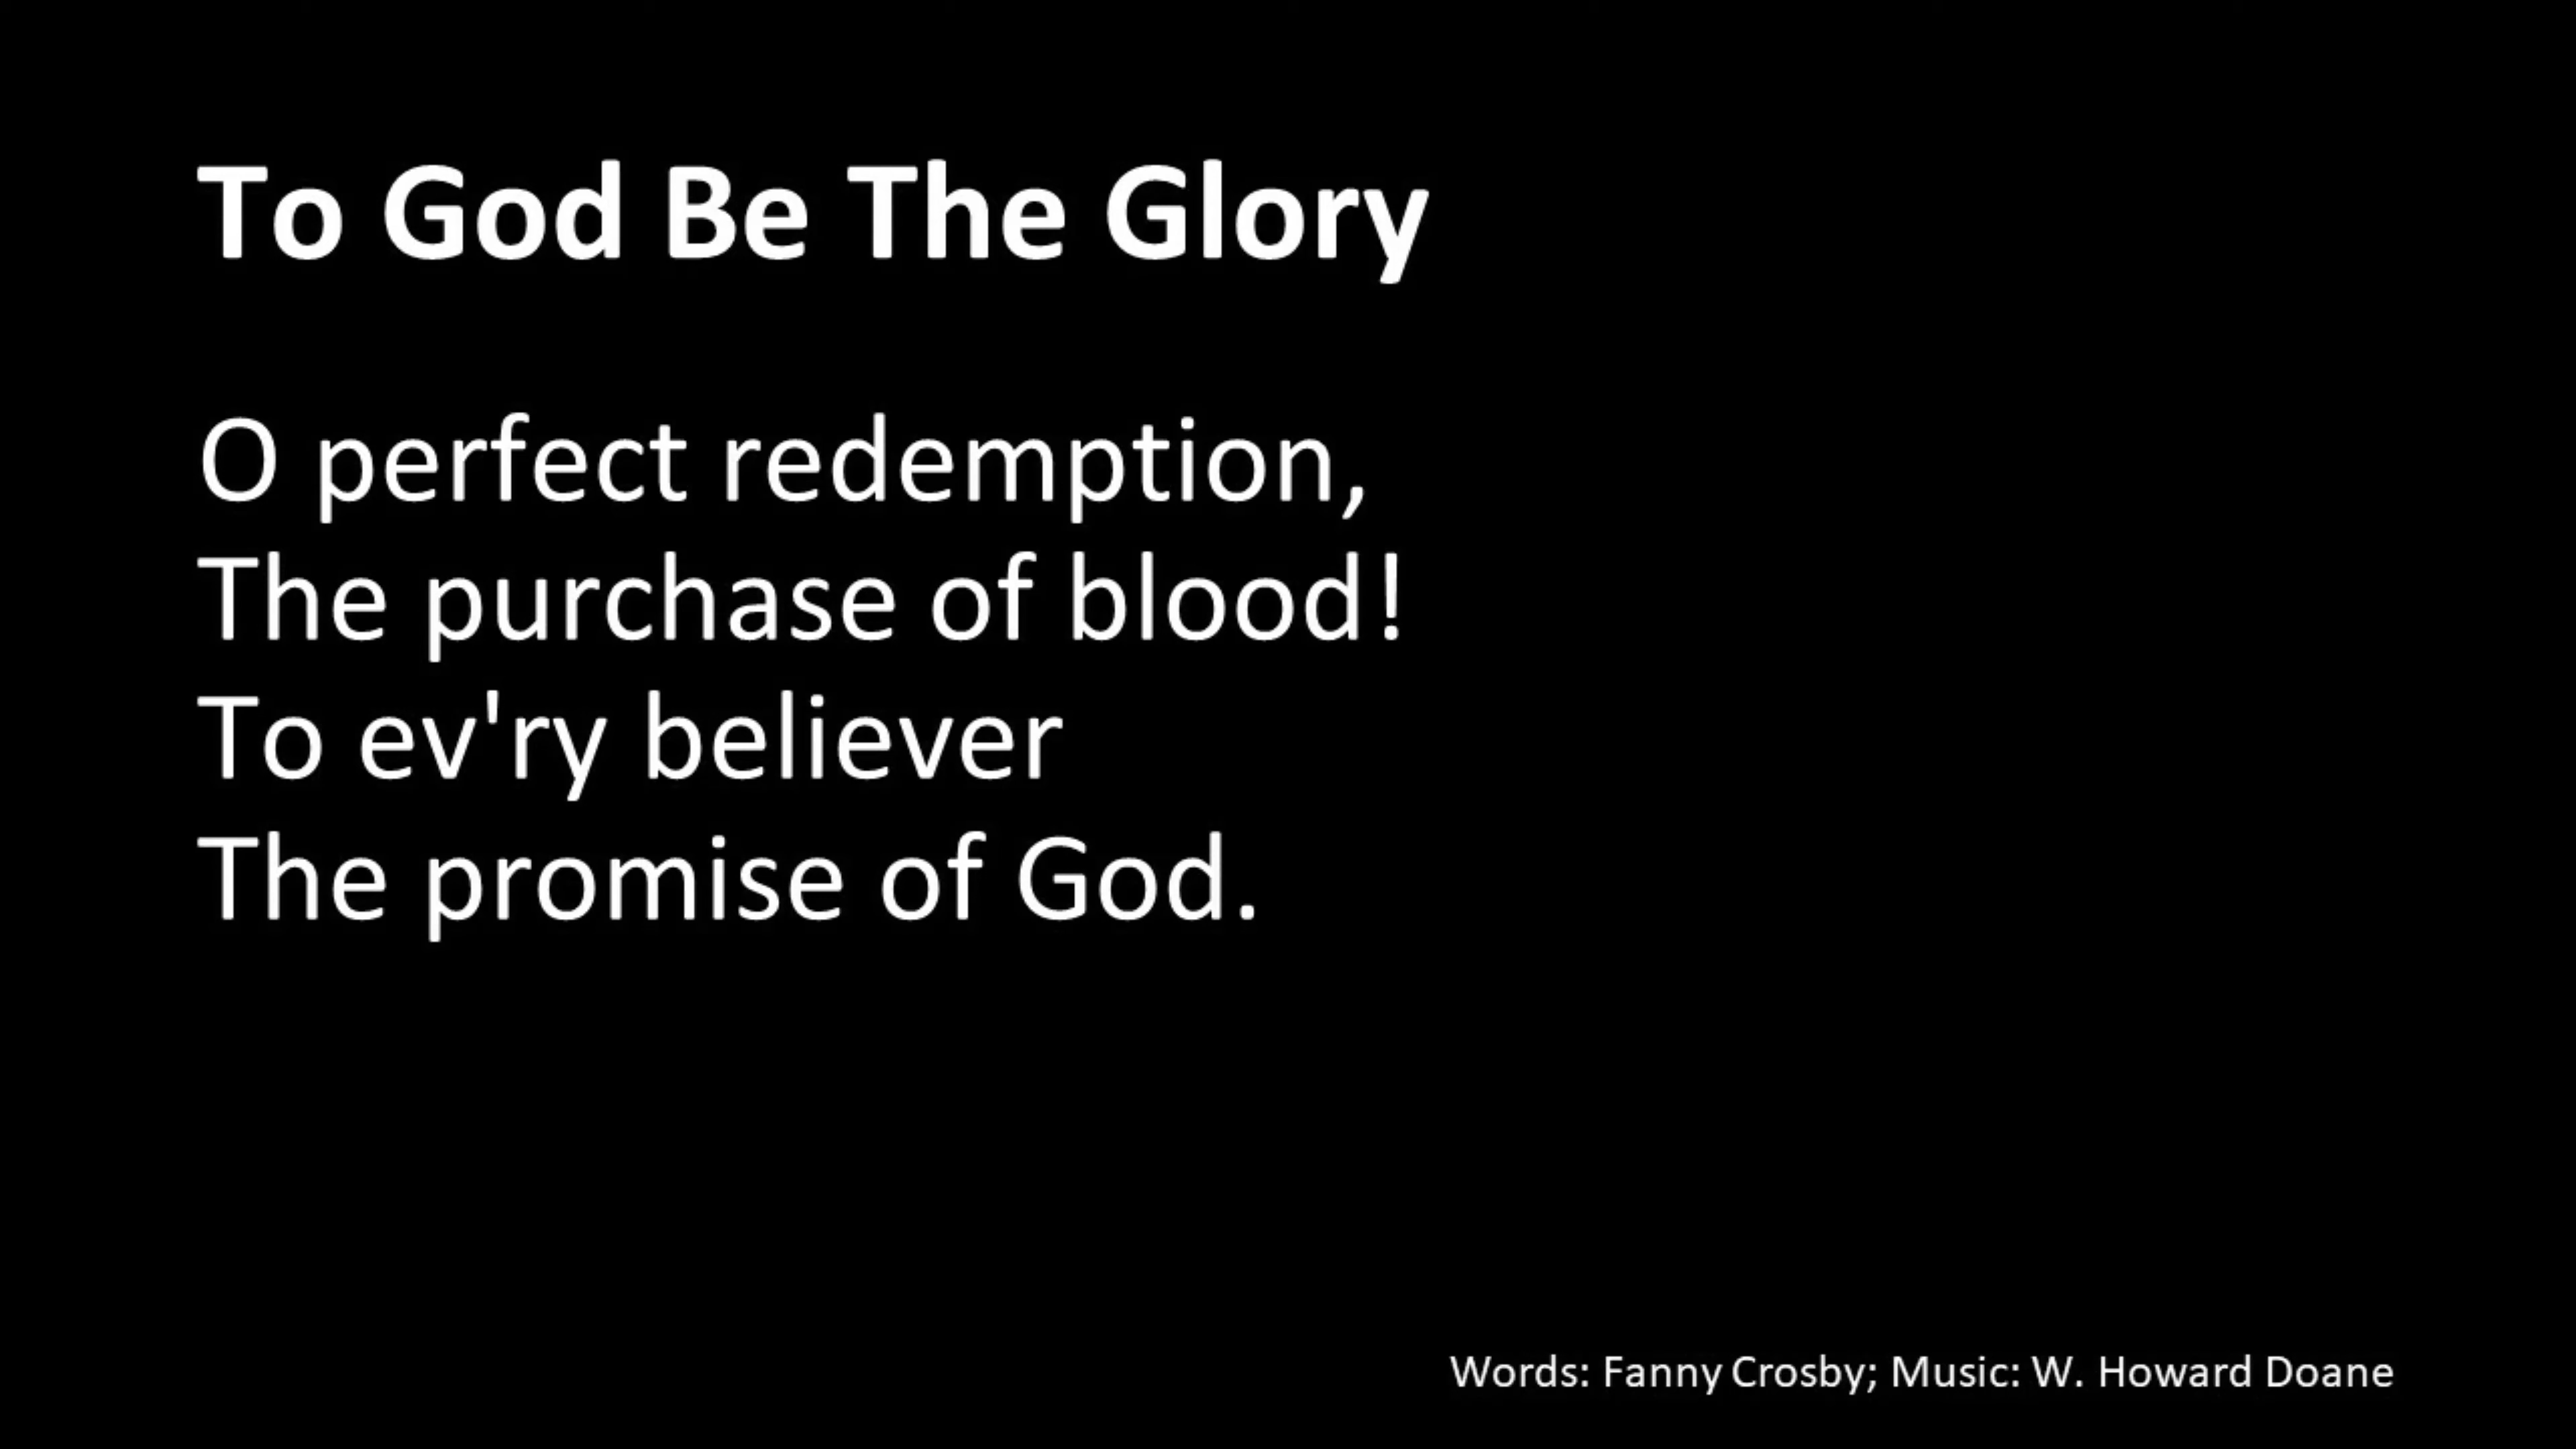 To God Be The Glory
O perfect redemption,
The purchase of blood!
To ev'ry believer
The promise of God.
Words: Fanny Crosby; Music: W. Howard Doane